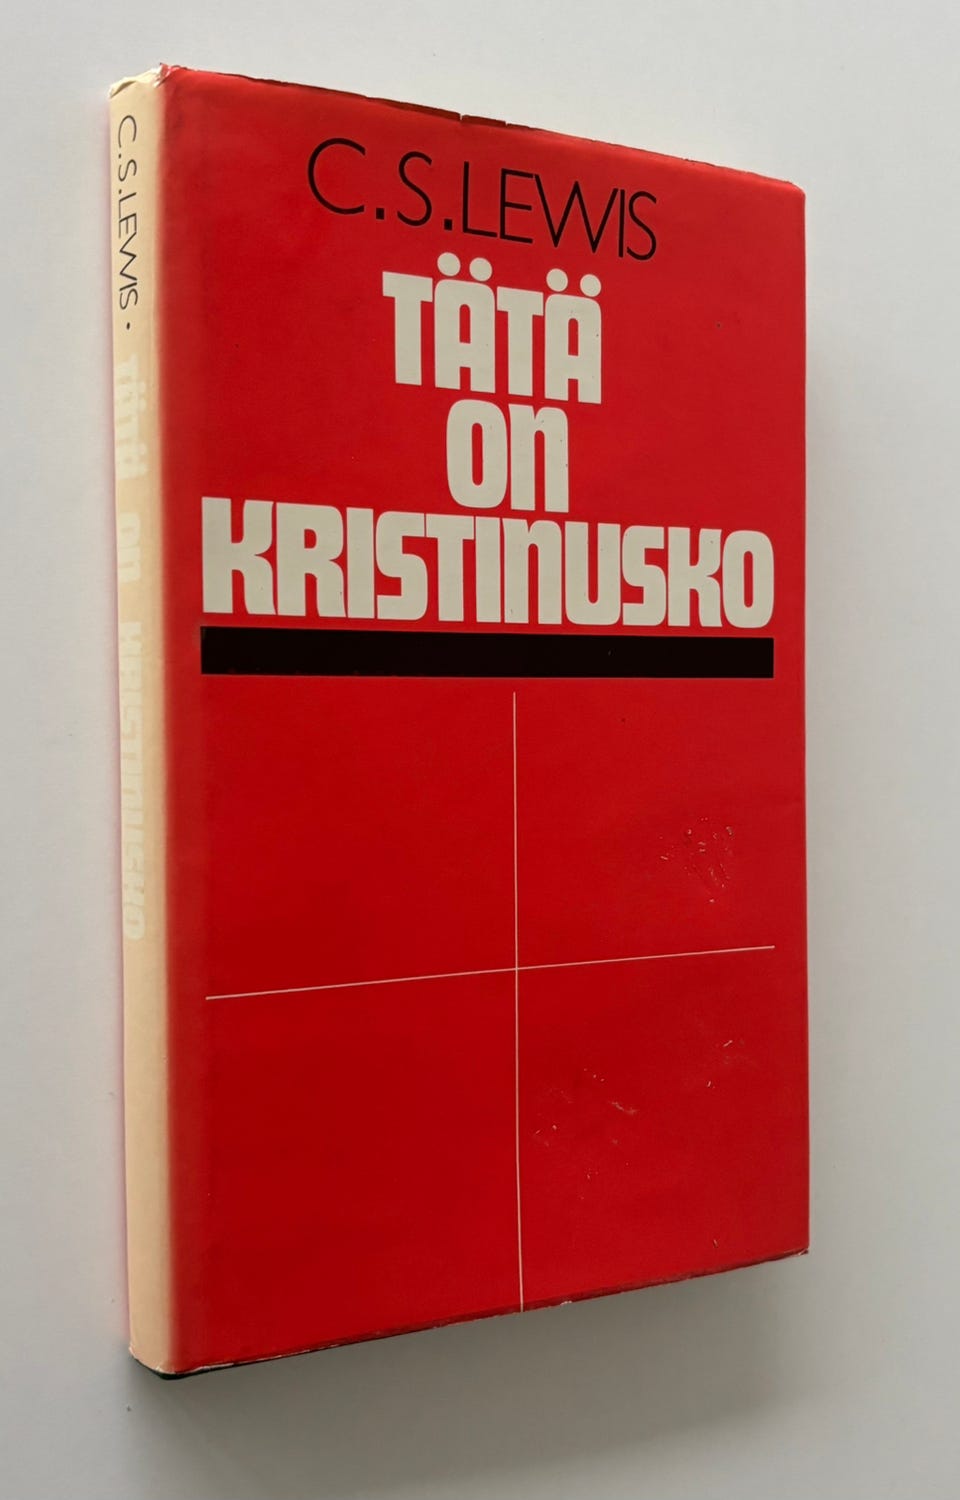 C.S.LEWIS
TÄTÄ
on
KRISTINUSKO
C.S.LEWIS • TÄTÄ on KRISTINUSKO